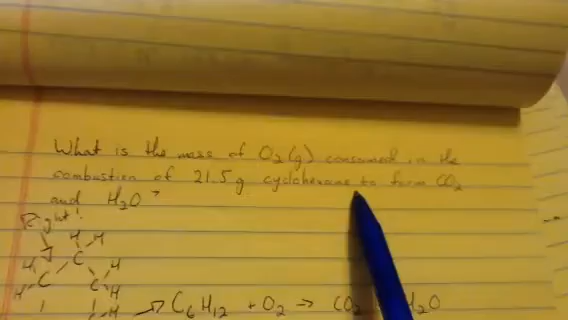 What is the mass of O2(g) consumed in the
combustion of 21.5 g cyclohexane to form CO2
and H2O ?
Right!
H H
C
H H
C C
H H
C6H12 + O2 → CO2 H2O